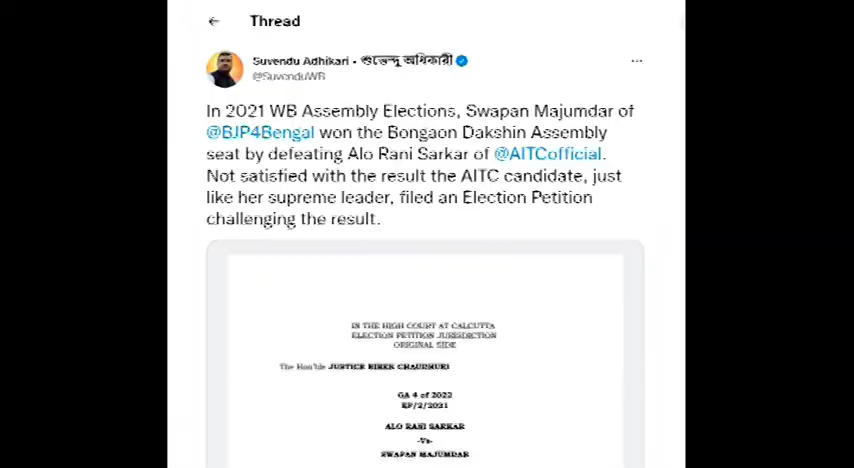 Thread
Suvendu Adhikari • শুভেন্দু অধিকারী
@SuvenduWB
In 2021 WB Assembly Elections, Swapan Majumdar of
@BJP4Bengal won the Bongaon Dakshin Assembly
seat by defeating Alo Rani Sarkar of @AITCofficial.
Not satisfied with the result the AITC candidate, just
like her supreme leader, filed an Election Petition
challenging the result.
IN THE HIGH COURT AT CALCUTTA
ELECTION PETITION JURISDICTION
ORIGINAL SIDE
The Hon'ble JUSTICE BIBEK CHAUDHURI
GA 4 of 2022
EP/2/2021
ALO RANI SARKAR
-Vs-
SWAPAN MAJUMDAR